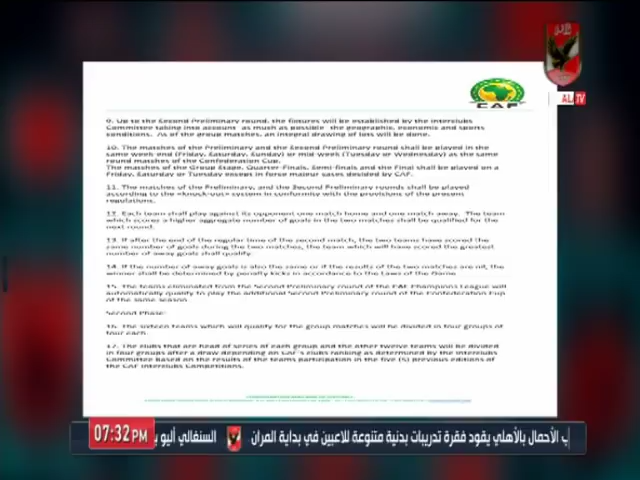 CAF
AL TV
9. Up to the Second Preliminary round, the fixtures will be established by the Interclubs
Committee taking into account "as much as possible" the geographic, economic and sports
conditions. As of the group matches, an integral drawing of lots will be done.
10. The matches of the Preliminary and the Second Preliminary round shall be played in the
same week end (Friday, Saturday, Sunday) or mid-week (Tuesday or Wednesday) as the same
round matches of the Confederation Cup.
The matches of the Group Stage, Quarter-Finals, Semi-finals and the Final shall be played on a
Friday, Saturday or Tuesday except in force majeur cases decided by CAF.
11. The matches of the Preliminary, and the Second Preliminary rounds shall be played
according to the «knock-out» system in conformity with the provisions of the present
regulations.
12. Each team shall play against its opponent one match home and one match away. The team
which scores a higher aggregate number of goals in the two matches shall be qualified for the
next round.
13. If after the end of the regular time of the second match, the two teams have scored the
same number of goals during the two matches, the team which will have scored the greatest
number of away goals shall qualify.
14. If the number of away goals is also the same or if the results of the two matches are nil, the
winner shall be determined by penalty kicks in accordance to the Laws of the Game.
15. The teams eliminated from the Second Preliminary round of the CAF Champions League will
automatically qualify to play the additional Second Preliminary round of the Confederation Cup
of the same season.
Second Phase:
16. The sixteen teams which will qualify for the group matches will be divided in four groups of
four each.
17. The clubs that are head of series of each group and the other twelve teams will be divided
in four groups after a draw depending on CAF's clubs ranking as determined by the Interclubs
Committee based on the results of the teams participation in the five (5) previous editions of
the CAF Interclubs Competitions.
07:32 PM
ب الأحمال بالأهلي يقود فقرة تدريبات بدنية متنوعة للاعبين في بداية المران السنغالي أليو